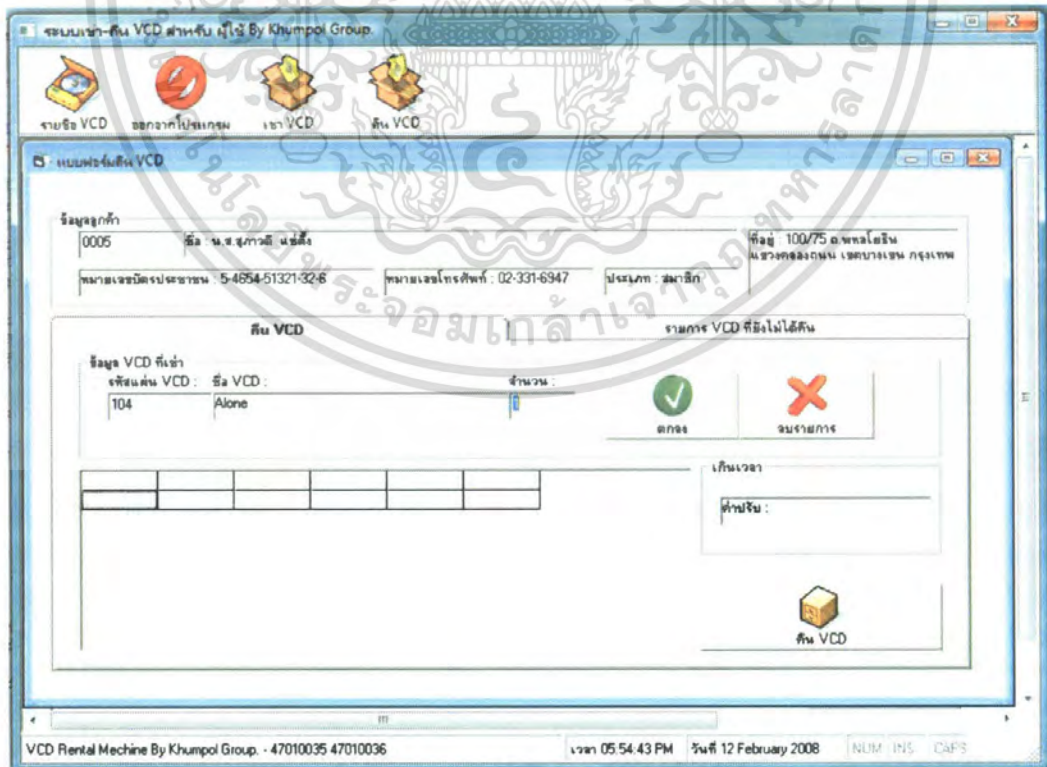 ระบบเช่า-คืน VCD สำหรับ ผู้ใช้ By Khumpol Group.
รายชื่อ VCD ออกจากโปรแกรม เช่า VCD คืน VCD
แบบฟอร์มคืน VCD
ข้อมูลลูกค้า
0005 ชื่อ : น.ส.สุภาวดี แซ่ตั้ง ที่อยู่ : 100/75 ถ.พหลโยธิน
แขวงคลองถนน เขตบางเขน กรุงเทพ
หมายเลขบัตรประชาชน : 5-4654-51321-32-6 หมายเลขโทรศัพท์ : 02-331-6947 ประเภท : สมาชิก
คืน VCD รายการ VCD ที่ยังไม่ได้คืน
ข้อมูล VCD ที่เช่า
รหัสแผ่น VCD : ชื่อ VCD : จำนวน :
104 Alone 1
ตกลง ลบรายการ
เกินเวลา
ค่าปรับ :
คืน VCD
VCD Rental Mechine By Khumpol Group. - 47010035 47010036 เวลา 05:54:43 PM วันที่ 12 February 2008 NUM INS CAPS